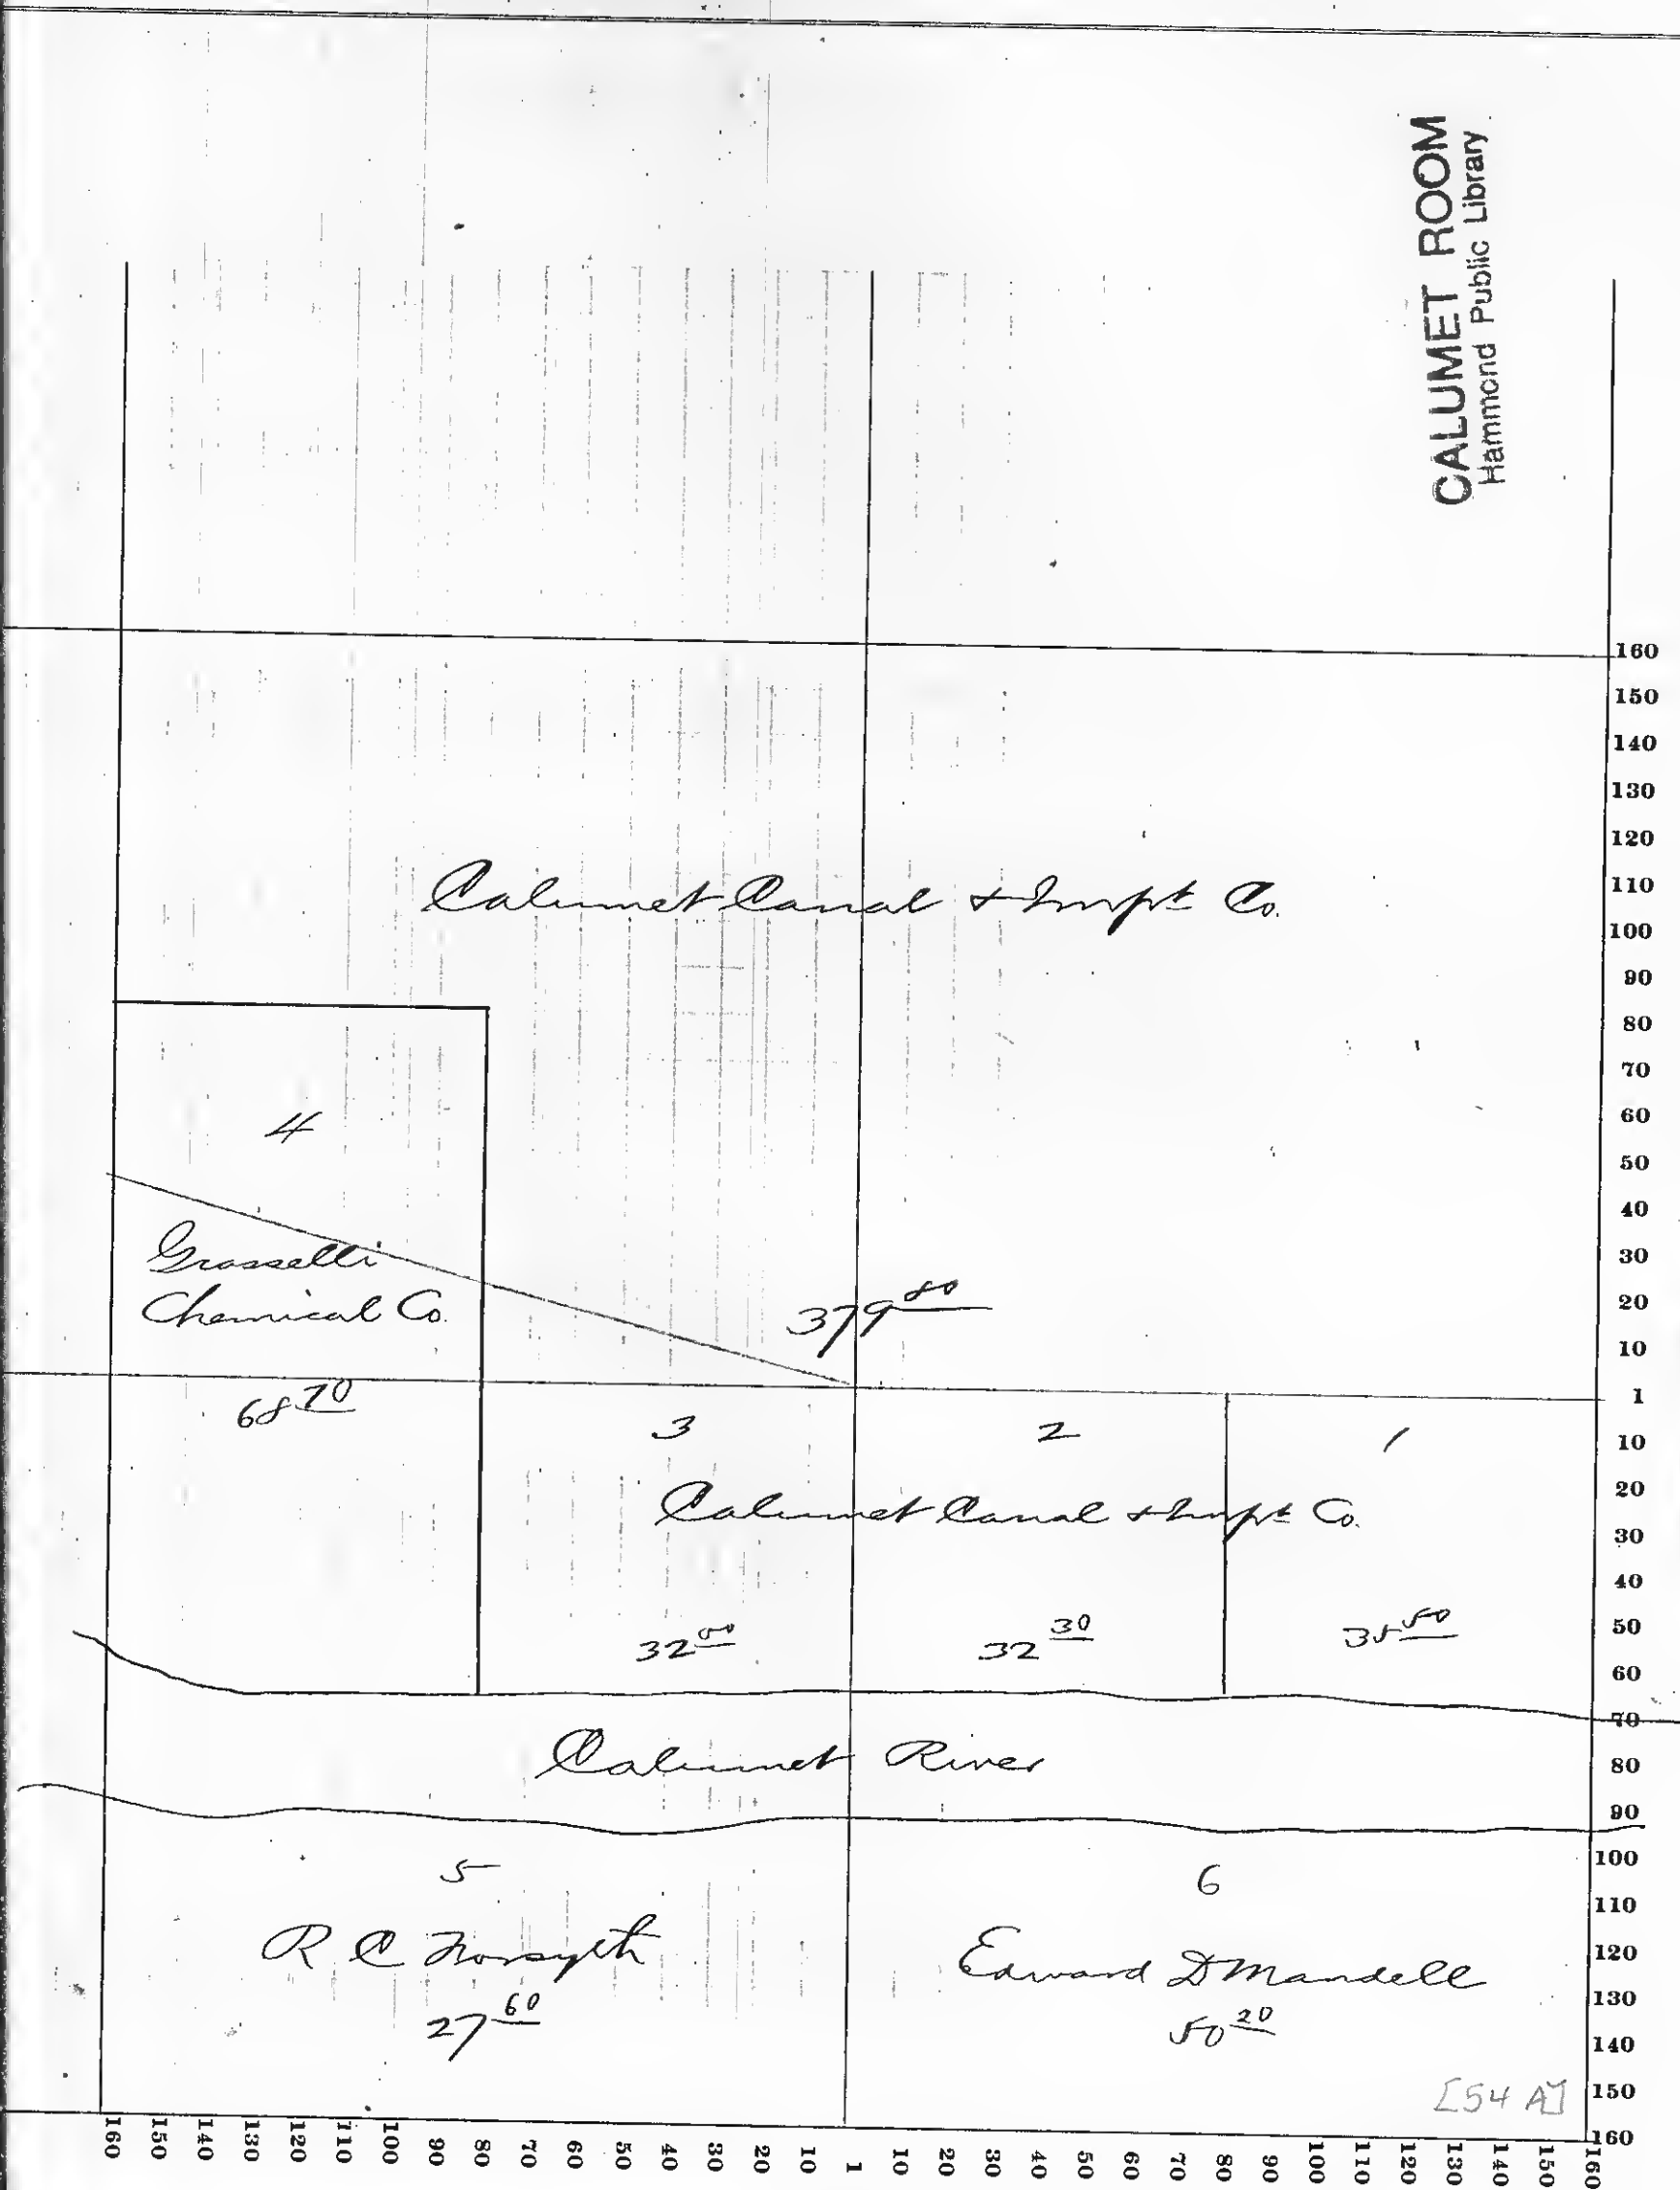 CALUMET ROOM
Hammond Public Library
160
150
140
130
120
110
100
90
80
70
60
50
40
30
20
10
1
10
20
30
40
50
60
70
80
90
100
110
120
130
140
150
160
Calumet Canal & Impt Co.
4
Grasselli
Chemical Co.
379 80
68 70
3 2 1
Calumet Canal & Impt Co.
32 00 32 30 35 50
Calumet River
5 6
R C Forsyth Edward D Mandell
27 60 50 20
[54 A]
160 150 140 130 120 110 100 90 80 70 60 50 40 30 20 10 1 10 20 30 40 50 60 70 80 90 100 110 120 130 140 150 160